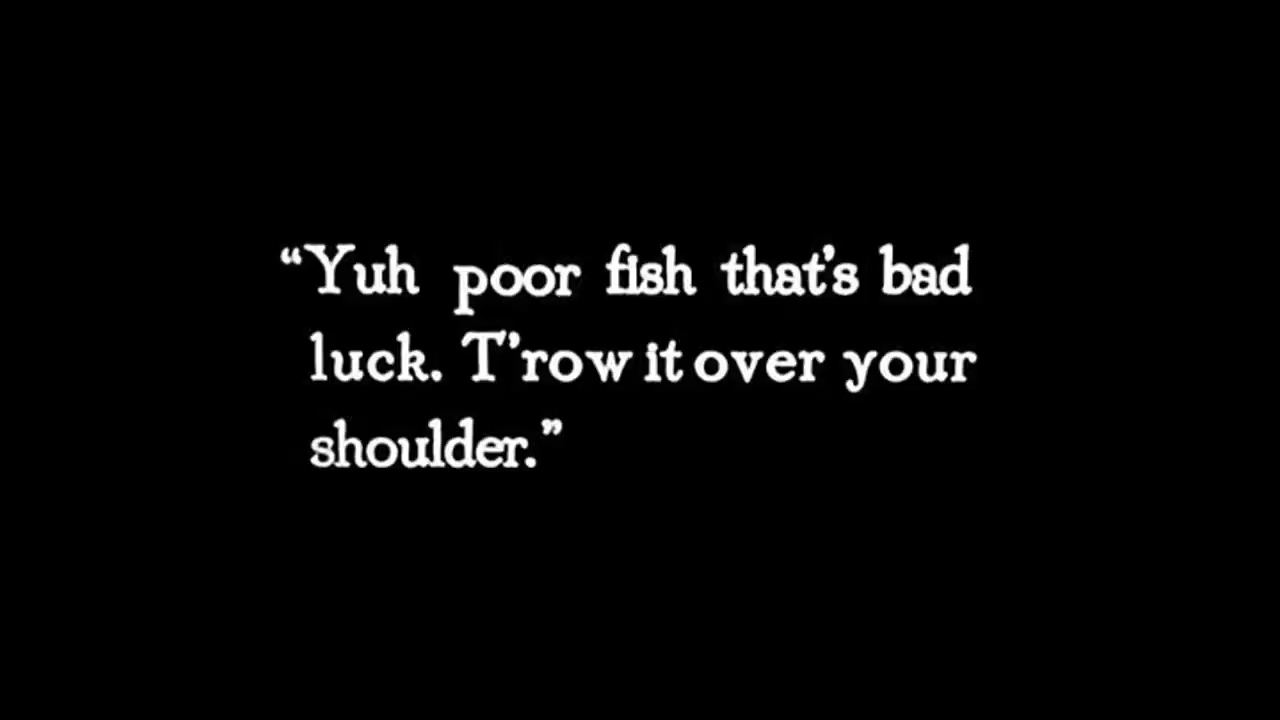 “Yuh poor fish that’s bad
luck. T’row it over your
shoulder.”